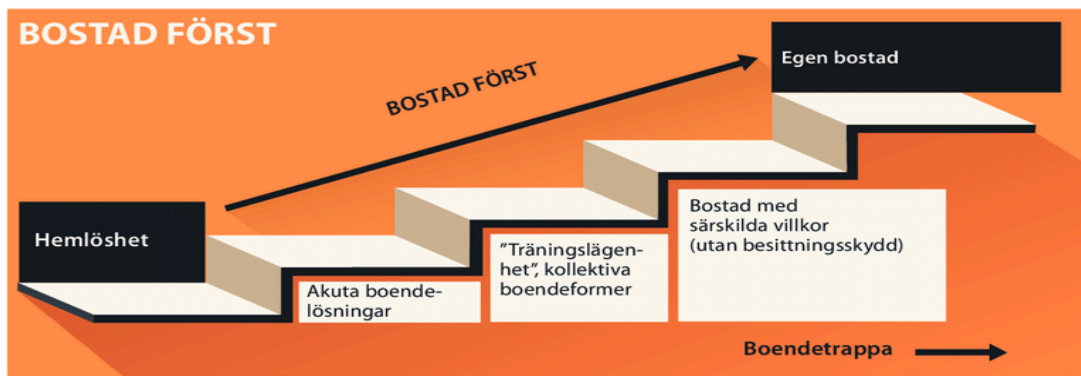 BOSTAD FÖRST
BOSTAD FÖRST
Egen bostad
Hemlöshet
Akuta boende-
lösningar
”Träningslägen-
het”, kollektiva
boendeformer
Bostad med
särskilda villkor
(utan besittningsskydd)
Boendetrappa